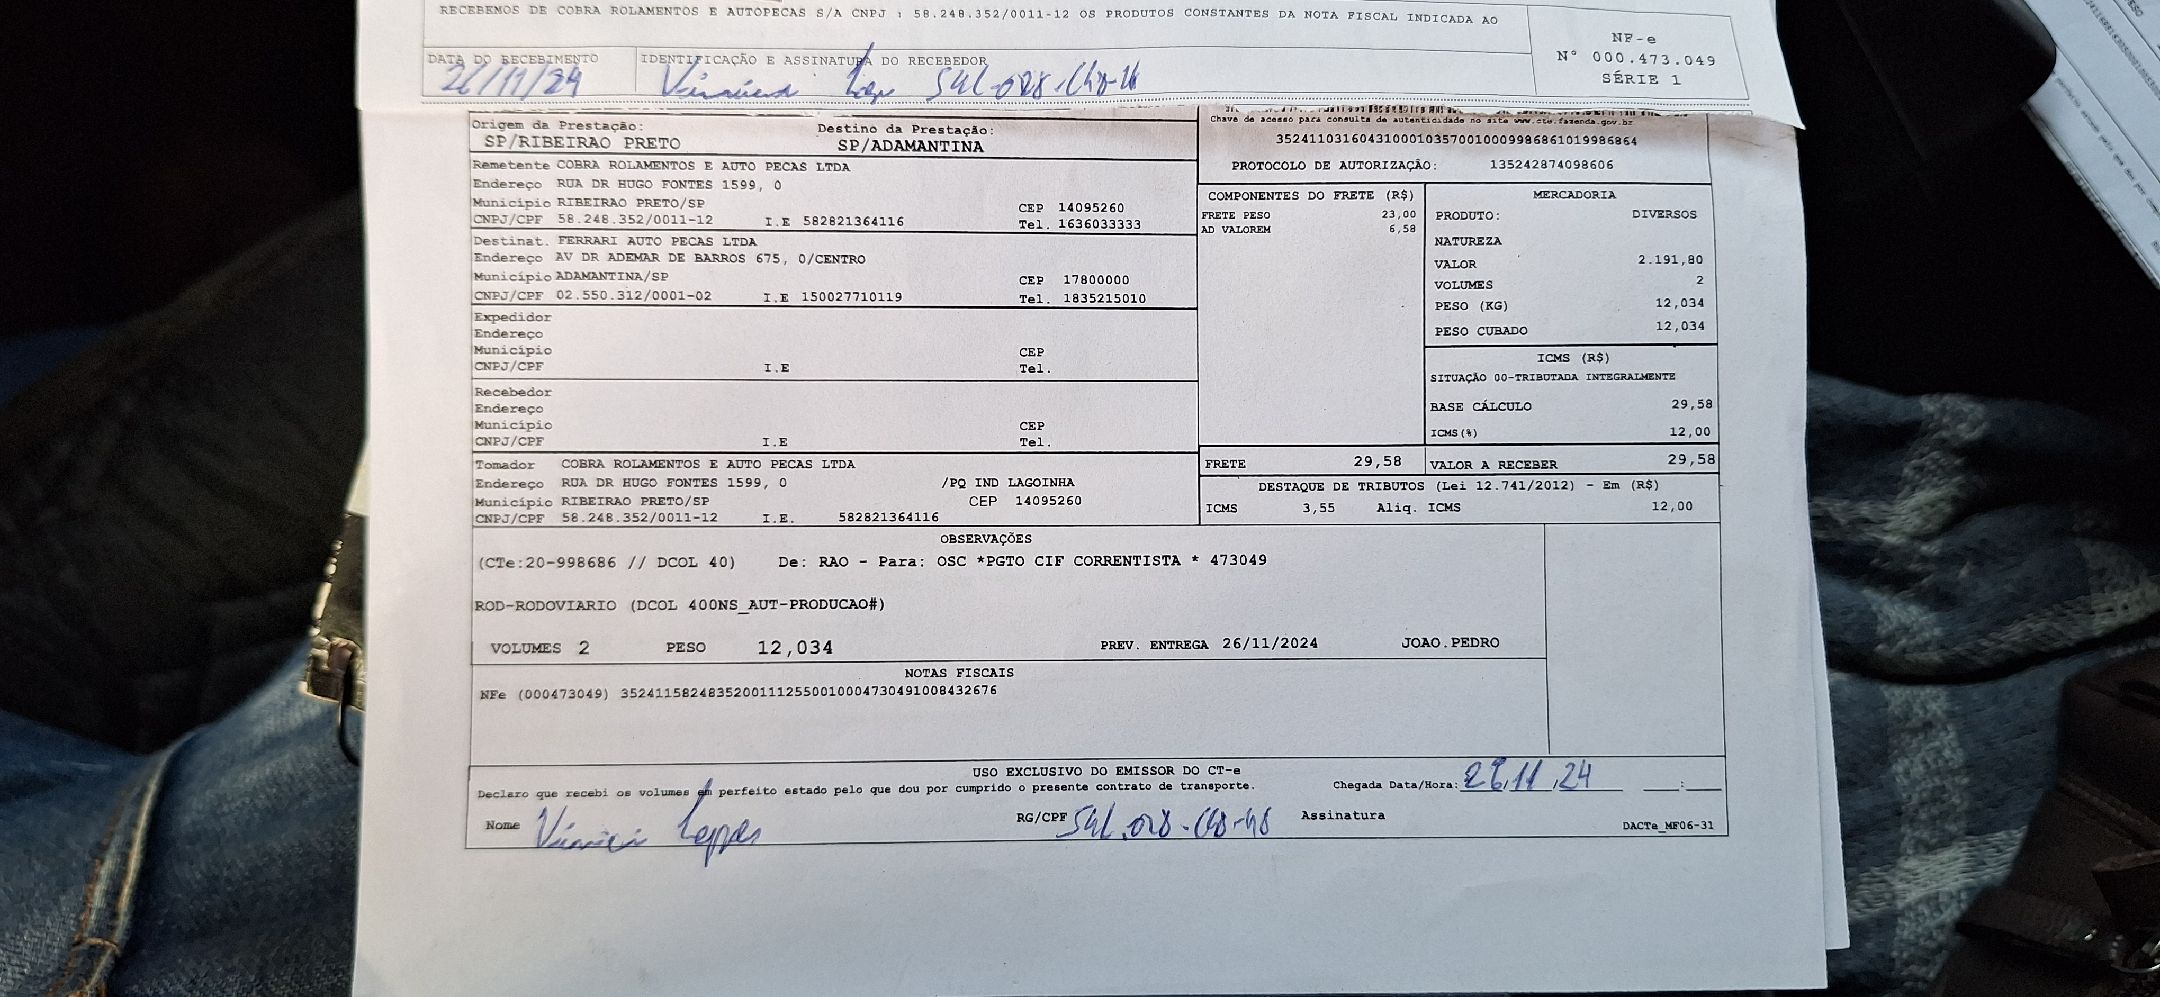 RECEBEMOS DE COBRA ROLAMENTOS E AUTOPECAS S/A CNPJ : 58.248.352/0011-12 OS PRODUTOS CONSTANTES DA NOTA FISCAL INDICADA AO
NF-e
N° 000.473.049
SÉRIE 1
DATA DO RECEBIMENTO
26/11/24
IDENTIFICAÇÃO E ASSINATURA DO RECEBEDOR
Origem da Prestação:
SP/RIBEIRAO PRETO
Destino da Prestação:
SP/ADAMANTINA
Chave de acesso para consulta de autenticidade no site www.cte.fazenda.gov.br
35241103160431000103570010009986861019986864
PROTOCOLO DE AUTORIZAÇÃO: 135242874098606
Remetente COBRA ROLAMENTOS E AUTO PECAS LTDA
Endereço RUA DR HUGO FONTES 1599, 0
Município RIBEIRAO PRETO/SP CEP 14095260
CNPJ/CPF 58.248.352/0011-12 I.E 582821364116 Tel. 1636033333
Destinat. FERRARI AUTO PECAS LTDA
Endereço AV DR ADEMAR DE BARROS 675, 0/CENTRO
Município ADAMANTINA/SP CEP 17800000
CNPJ/CPF 02.550.312/0001-02 I.E 150027710119 Tel. 1835215010
Expedidor
Endereço
Município CEP
CNPJ/CPF I.E Tel.
Recebedor
Endereço
Município CEP
CNPJ/CPF I.E Tel.
Tomador COBRA ROLAMENTOS E AUTO PECAS LTDA
Endereço RUA DR HUGO FONTES 1599, 0 /PQ IND LAGOINHA
Município RIBEIRAO PRETO/SP CEP 14095260
CNPJ/CPF 58.248.352/0011-12 I.E. 582821364116
COMPONENTES DO FRETE (R$)
FRETE PESO 23,00
AD VALOREM 6,58
MERCADORIA
PRODUTO: DIVERSOS
NATUREZA
VALOR 2.191,80
VOLUMES 2
PESO (KG) 12,034
PESO CUBADO 12,034
ICMS (R$)
SITUAÇÃO 00-TRIBUTADA INTEGRALMENTE
BASE CÁLCULO 29,58
ICMS(%) 12,00
FRETE 29,58
VALOR A RECEBER 29,58
DESTAQUE DE TRIBUTOS (Lei 12.741/2012) - Em (R$)
ICMS 3,55 Aliq. ICMS 12,00
OBSERVAÇÕES
(CTe:20-998686 // DCOL 40) De: RAO - Para: OSC *PGTO CIF CORRENTISTA * 473049
ROD-RODOVIARIO (DCOL 400NS_AUT-PRODUCAO#)
VOLUMES 2 PESO 12,034 PREV. ENTREGA 26/11/2024 JOAO.PEDRO
NOTAS FISCAIS
NFe (000473049) 35241158248352001112550010004730491008432676
USO EXCLUSIVO DO EMISSOR DO CT-e
Declaro que recebi os volumes em perfeito estado pelo que dou por cumprido o presente contrato de transporte. Chegada Data/Hora: 26,11,24 :
Nome RG/CPF Assinatura
DACTe_MF06-31